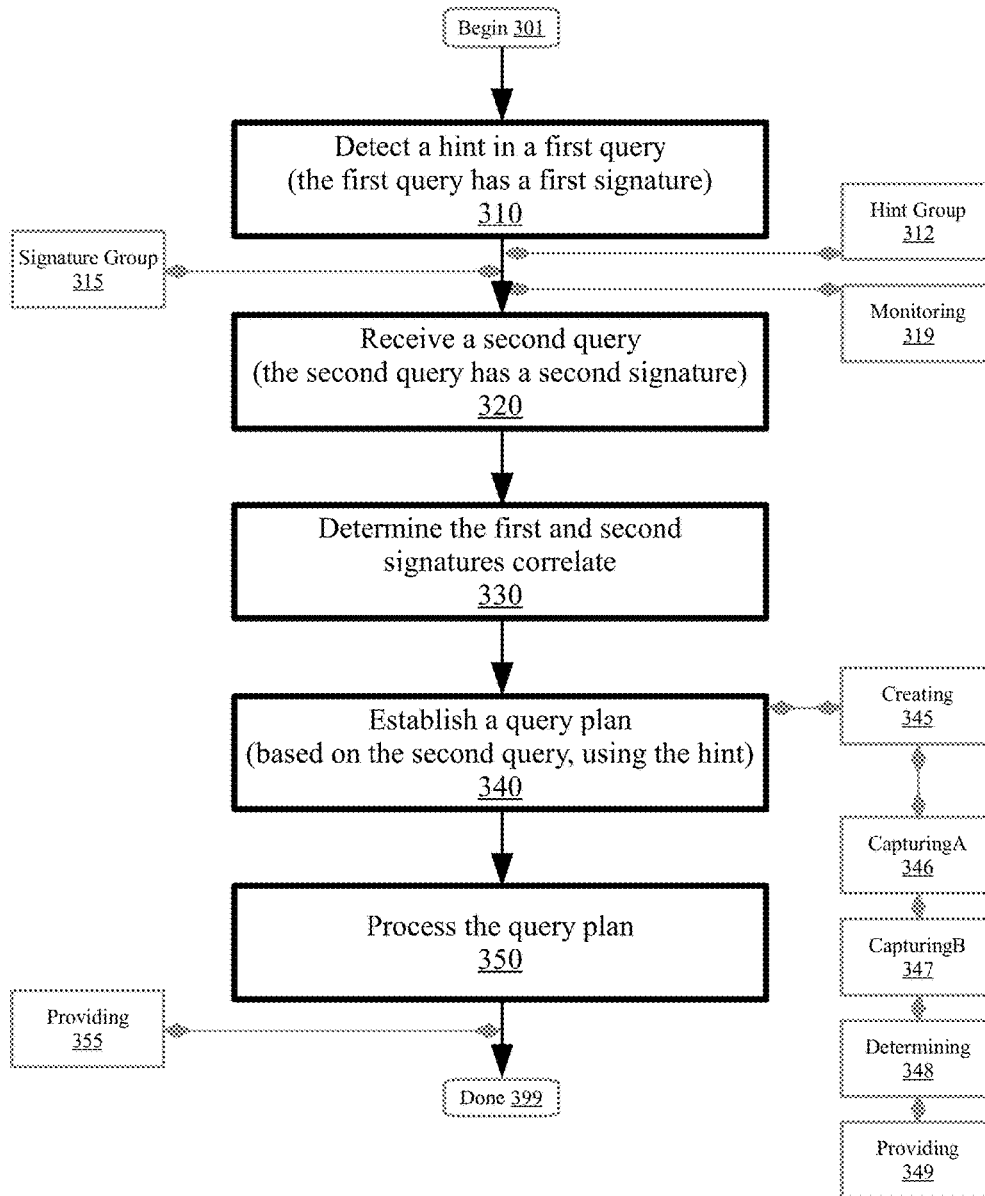 Begin 301
Detect a hint in a first query
(the first query has a first signature)
310
Hint Group
312
Signature Group
315
Monitoring
319
Receive a second query
(the second query has a second signature)
320
Determine the first and second
signatures correlate
330
Establish a query plan
(based on the second query, using the hint)
340
Creating
345
CapturingA
346
CapturingB
347
Process the query plan
350
Providing
355
Determining
348
Done 399
Providing
349